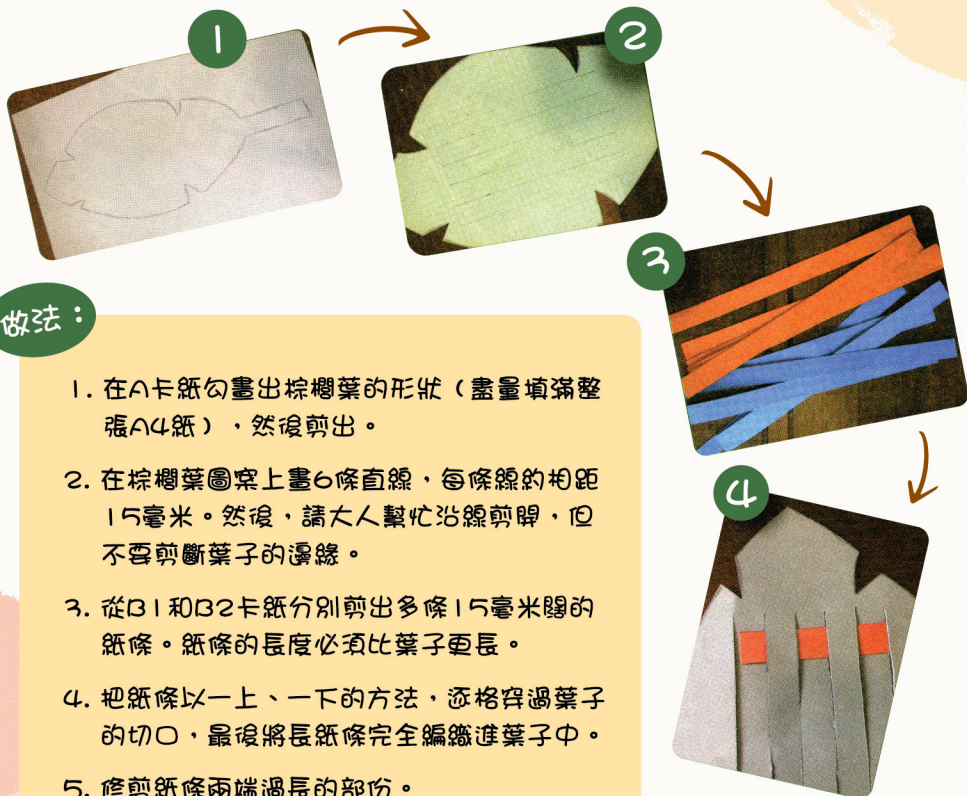 1
2
3
4
做法：
1. 在A卡紙勾畫出棕櫚葉的形狀（盡量填滿整
張A4紙），然後剪出。
2. 在棕櫚葉圖案上畫6條直線，每條線約相距
15毫米。然後，請大人幫忙沿線剪開，但
不要剪斷葉子的邊緣。
3. 從B1和B2卡紙分別剪出多條15毫米闊的
紙條。紙條的長度必須比葉子更長。
4. 把紙條以一上、一下的方法，逐格穿過葉子
的切口，最後將長紙條完全編織進葉子中。
5. 修剪紙條兩端過長的部份。